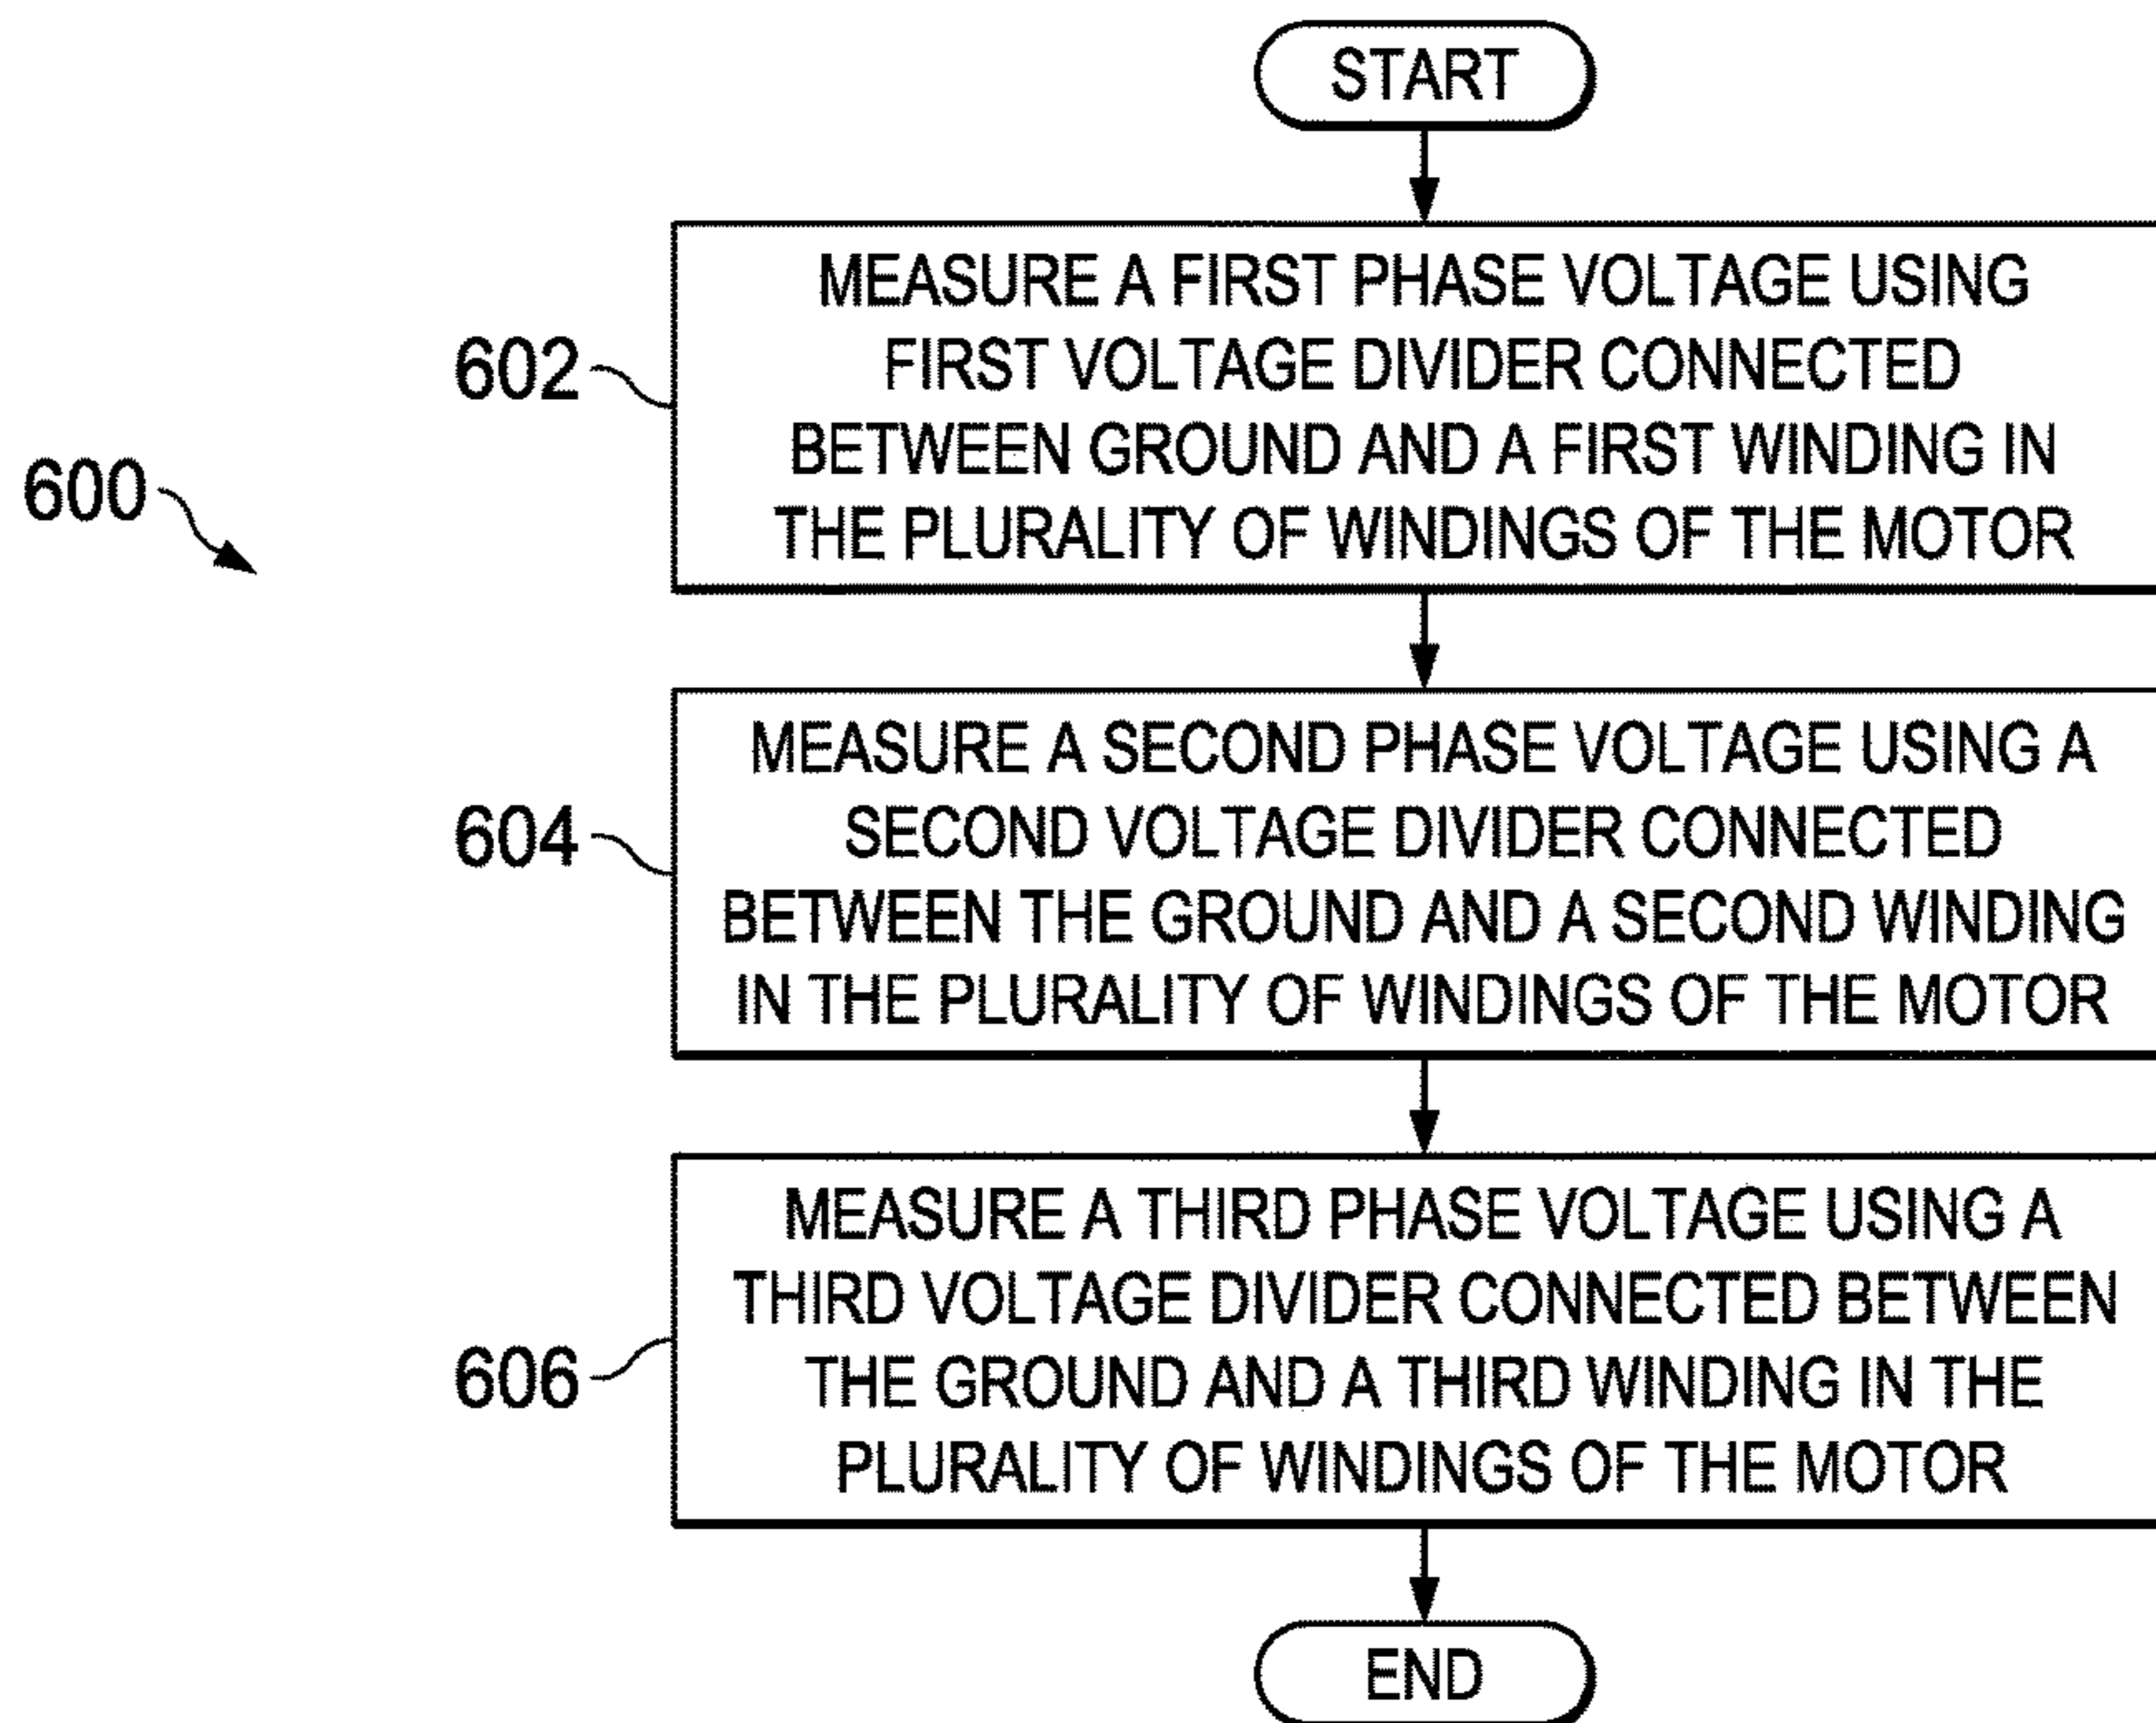 START
MEASURE A FIRST PHASE VOLTAGE USING
FIRST VOLTAGE DIVIDER CONNECTED
BETWEEN GROUND AND A FIRST WINDING IN
THE PLURALITY OF WINDINGS OF THE MOTOR
602
600
MEASURE A SECOND PHASE VOLTAGE USING A
SECOND VOLTAGE DIVIDER CONNECTED
BETWEEN THE GROUND AND A SECOND WINDING
IN THE PLURALITY OF WINDINGS OF THE MOTOR
604
MEASURE A THIRD PHASE VOLTAGE USING A
THIRD VOLTAGE DIVIDER CONNECTED BETWEEN
THE GROUND AND A THIRD WINDING IN THE
PLURALITY OF WINDINGS OF THE MOTOR
606
END